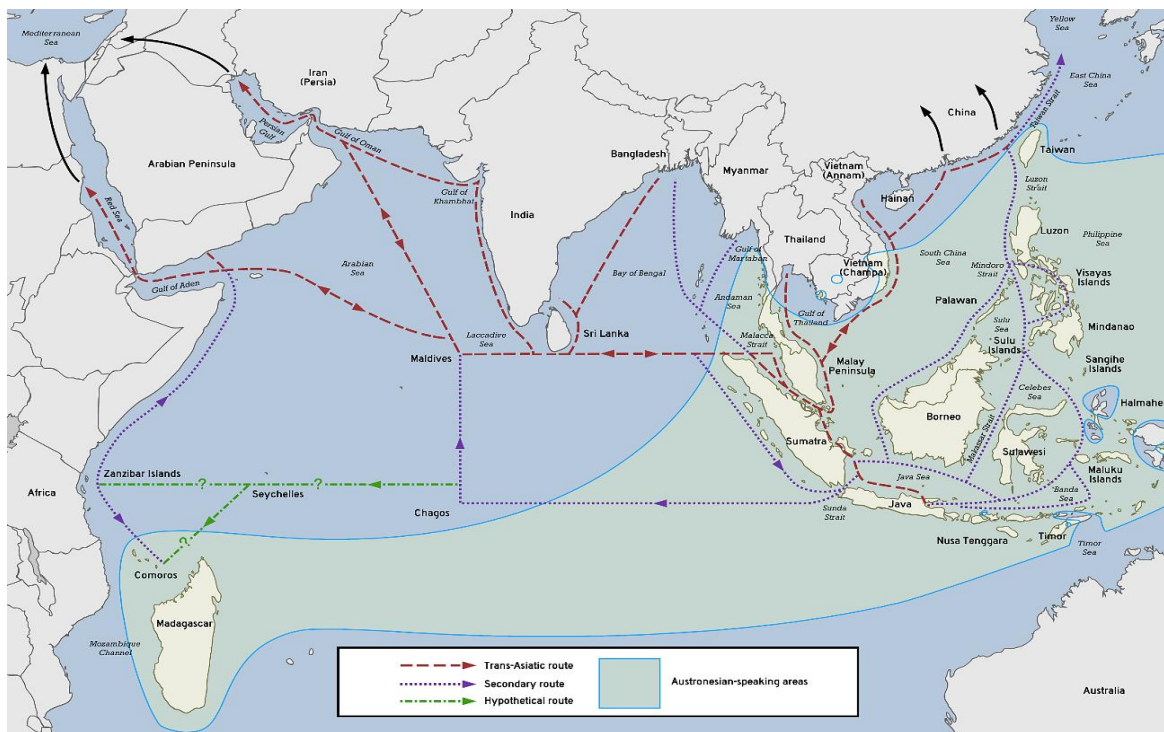 Mediterranean
Sea
Yellow
Sea
Iran
(Persia)
East China
Sea
China
Taiwan Strait
Persian
Gulf
Gulf of Oman
Arabian Peninsula
Bangladesh
Taiwan
Myanmar
Vietnam
(Annam)
Luzon
Strait
Red Sea
Gulf of
Khambhat
Hainan
India
Luzon
Philippine
Sea
Thailand
Gulf of
Martaban
South China
Sea
Vietnam
(Champa)
Mindoro
Strait
Arabian
Sea
Bay of Bengal
Gulf of Aden
Visayas
Islands
Andaman
Sea
Palawan
Gulf of
Thailand
Sulu
Sea
Mindanao
Laccadive
Sea
Sri Lanka
Malacca
Strait
Sulu
Islands
Maldives
Malay
Peninsula
Sangihe
Islands
Celebes
Sea
Halmahe
Borneo
Sumatra
Makassar Strait
Sulawesi
Zanzibar Islands
?
?
Maluku
Islands
Seychelles
Java Sea
Africa
Banda
Sea
Chagos
Sunda
Strait
Java
?
Nusa Tenggara
Timor
Timor
Sea
Comoros
Madagascar
Mozambique
Channel
Trans-Asiatic route
Secondary route
Hypothetical route
Austronesian-speaking areas
Australia